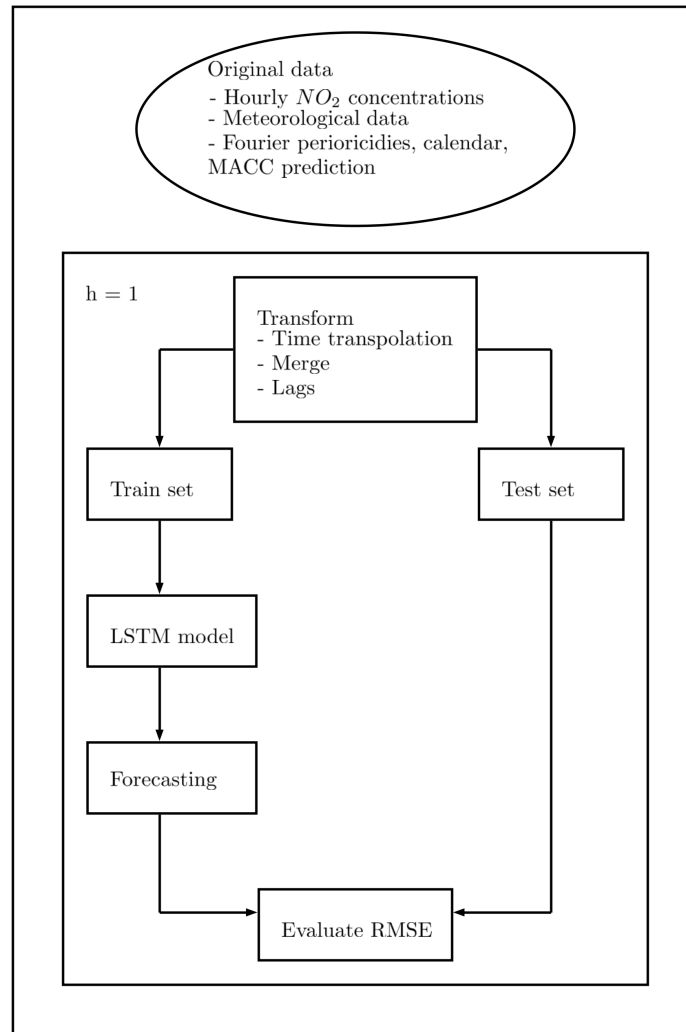 Original data
- Hourly NO₂ concentrations
- Meteorological data
- Fourier perioricidies, calendar,
MACC prediction
h = 1
Transform
- Time transpolation
- Merge
- Lags
Train set
Test set
LSTM model
Forecasting
Evaluate RMSE